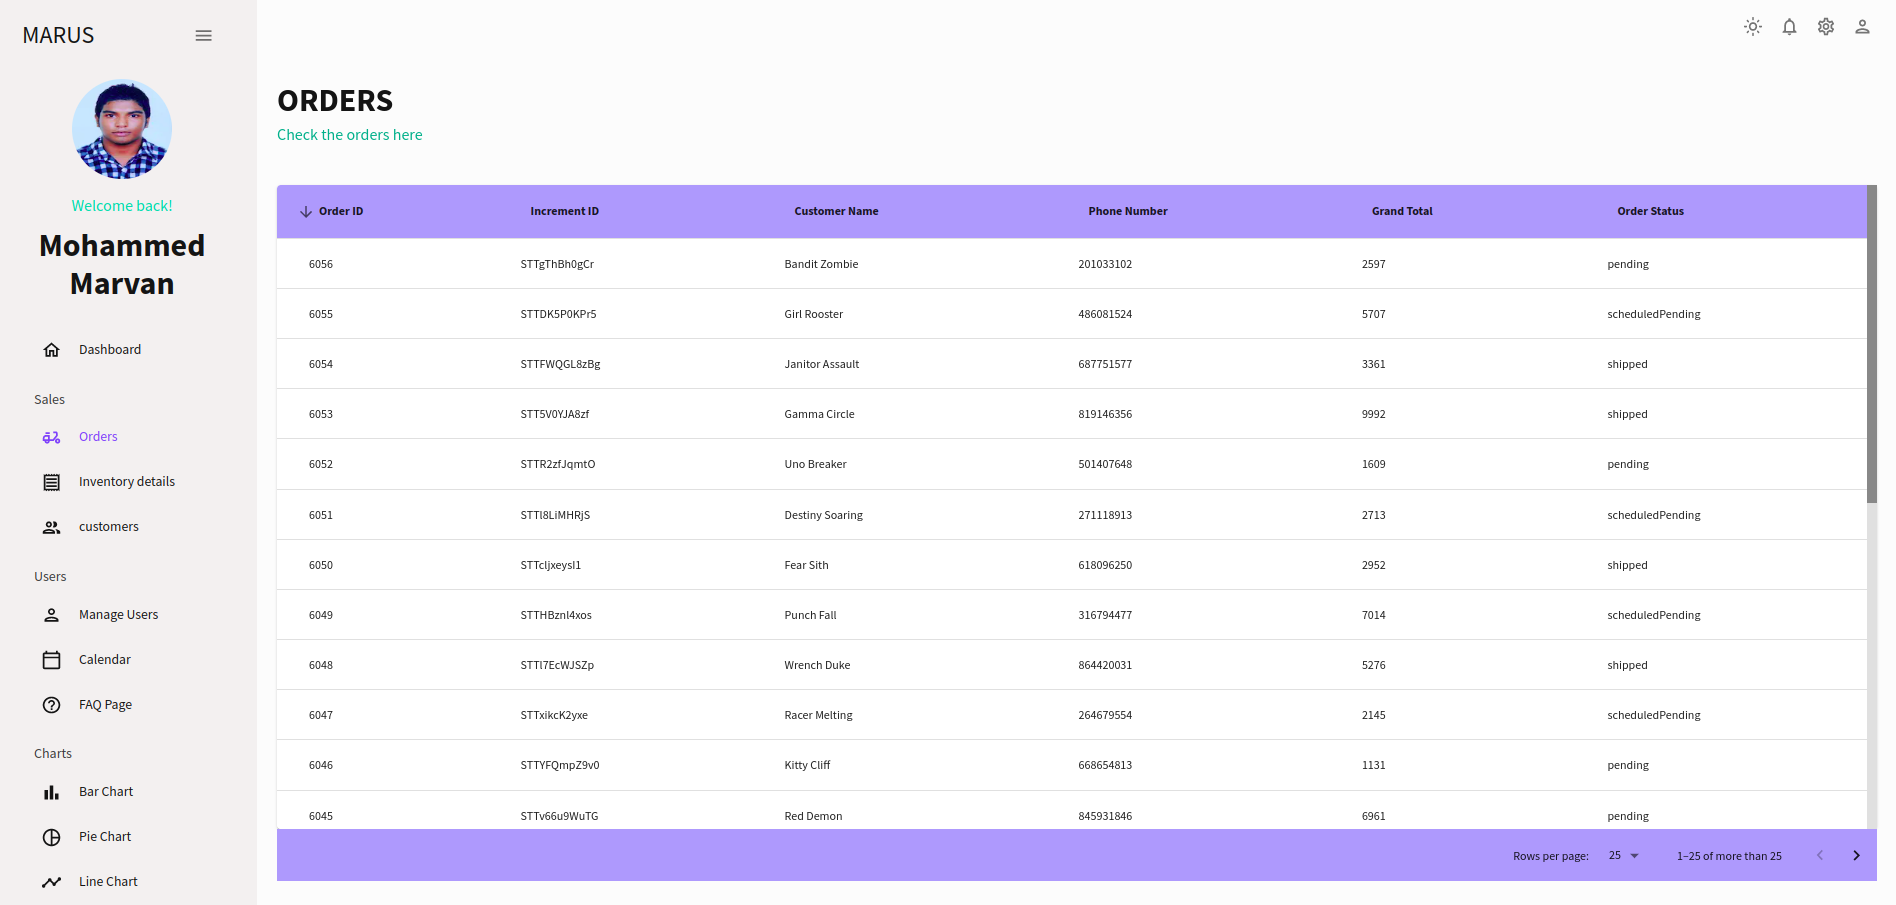 MARUS
Welcome back!
Mohammed
Marvan
Dashboard
Sales
Orders
Inventory details
customers
Users
Manage Users
Calendar
FAQ Page
Charts
Bar Chart
Pie Chart
Line Chart
ORDERS
Check the orders here
Order ID Increment ID Customer Name Phone Number Grand Total Order Status
6056 STTgThBh0gCr Bandit Zombie 201033102 2597 pending
6055 STTDK5P0KPr5 Girl Rooster 486081524 5707 scheduledPending
6054 STTFWQGL8zBg Janitor Assault 687751577 3361 shipped
6053 STT5V0YJA8zf Gamma Circle 819146356 9992 shipped
6052 STTR2zfJqmtO Uno Breaker 501407648 1609 pending
6051 STTl8LiMHRjS Destiny Soaring 271118913 2713 scheduledPending
6050 STTcljxeysI1 Fear Sith 618096250 2952 shipped
6049 STTHBznl4xos Punch Fall 316794477 7014 scheduledPending
6048 STTl7EcWJSZp Wrench Duke 864420031 5276 shipped
6047 STTxikcK2yxe Racer Melting 264679554 2145 scheduledPending
6046 STTYFQmpZ9v0 Kitty Cliff 668654813 1131 pending
6045 STTv66u9WuTG Red Demon 845931846 6961 pending
Rows per page: 25 1–25 of more than 25